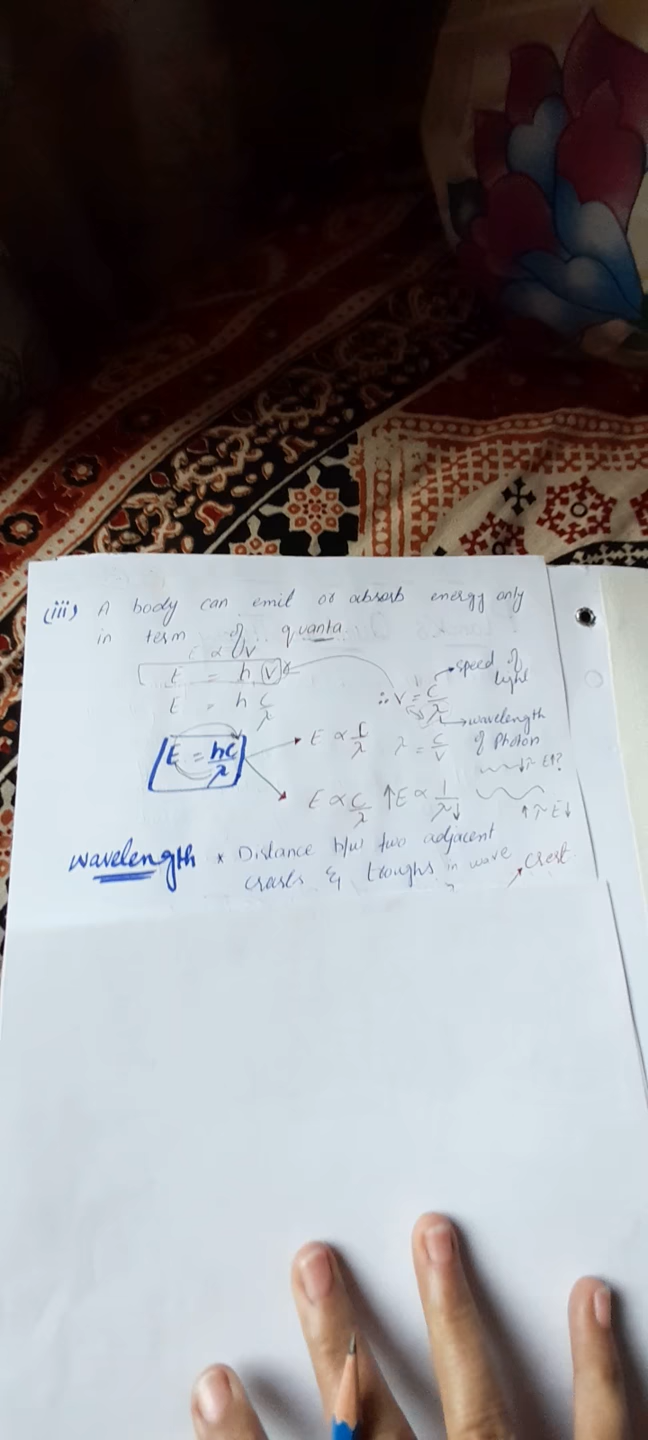 (iii) A body can emit or absorb energy only
in term of quanta
E ∝ ν
E = hν
∴ ν = c/λ → speed of light
E = h c/λ
→ wavelength of Photon
E = hc/λ
λ = c/ν
↓λ E↑?
E ∝ c/λ ↑E ∝ 1/λ↓
↑λ E↓
wavelength * Distance b/w two adjacent
crests & troughs in wave
crest